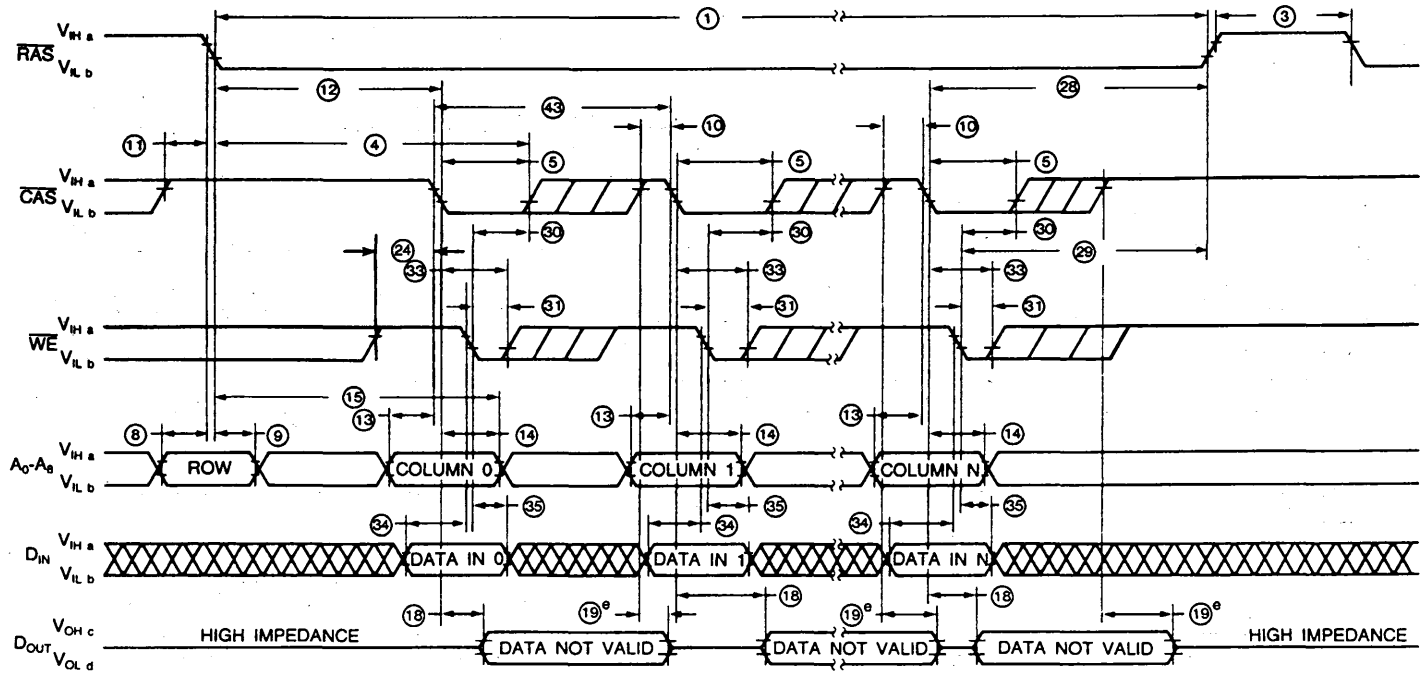 ①
③
V_IH a
R̅A̅S̅
V_IL b
⑫
㉘
㊸
⑩
⑩
⑪
④
⑤
⑤
⑤
V_IH a
C̅A̅S̅
V_IL b
㉚
㉚
㉚
㉔
㉙
㉝
㉝
㉝
㉛
㉛
㉛
V_IH a
W̅E̅
V_IL b
⑮
⑬
⑬
⑬
⑧
⑨
⑭
⑭
⑭
V_IH a
A₀-A₈
V_IL b
ROW
COLUMN 0
COLUMN 1
COLUMN N
㉟
㉟
㉟
㉞
㉞
㉞
V_IH a
D_IN
V_IL b
DATA IN 0
DATA IN 1
DATA IN N
⑱
⑲ᵉ
⑱
⑲ᵉ
⑱
⑲ᵉ
V_OH c
D_OUT
V_OL d
HIGH IMPEDANCE
DATA NOT VALID
DATA NOT VALID
DATA NOT VALID
HIGH IMPEDANCE